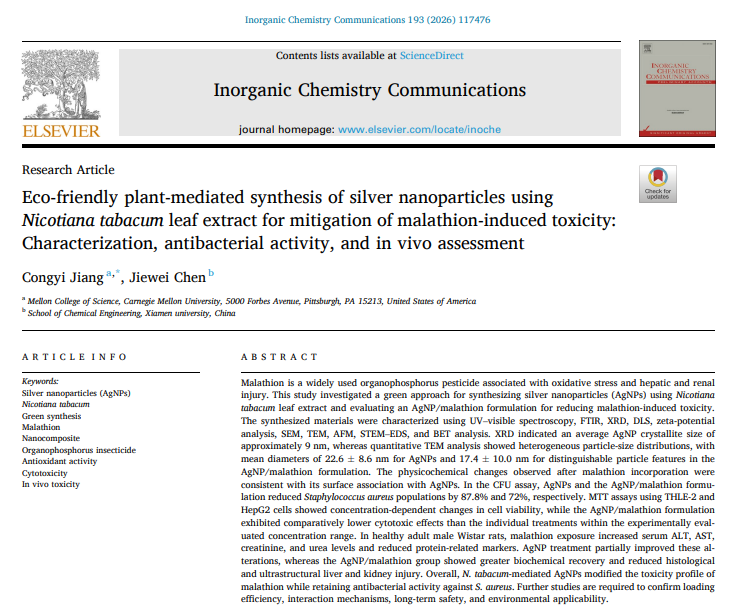 Inorganic Chemistry Communications 193 (2026) 117476
Contents lists available at ScienceDirect
Inorganic Chemistry Communications
journal homepage: www.elsevier.com/locate/inoche
ELSEVIER
INORGANIC
CHEMISTRY
COMMUNICATIONS
Research Article
Check for
updates
Eco-friendly plant-mediated synthesis of silver nanoparticles using
Nicotiana tabacum leaf extract for mitigation of malathion-induced toxicity:
Characterization, antibacterial activity, and in vivo assessment
Congyi Jiang a,*, Jiewei Chen b
a Mellon College of Science, Carnegie Mellon University, 5000 Forbes Avenue, Pittsburgh, PA 15213, United States of America
b School of Chemical Engineering, Xiamen university, China
ARTICLE INFO
Keywords:
Silver nanoparticles (AgNPs)
Nicotiana tabacum
Green synthesis
Malathion
Nanocomposite
Organophosphorus insecticide
Antioxidant activity
Cytotoxicity
In vivo toxicity
ABSTRACT
Malathion is a widely used organophosphorus pesticide associated with oxidative stress and hepatic and renal
injury. This study investigated a green approach for synthesizing silver nanoparticles (AgNPs) using Nicotiana
tabacum leaf extract and evaluating an AgNP/malathion formulation for reducing malathion-induced toxicity.
The synthesized materials were characterized using UV–visible spectroscopy, FTIR, XRD, DLS, zeta-potential
analysis, SEM, TEM, AFM, STEM–EDS, and BET analysis. XRD indicated an average AgNP crystallite size of
approximately 9 nm, whereas quantitative TEM analysis showed heterogeneous particle-size distributions, with
mean diameters of 22.6 ± 8.6 nm for AgNPs and 17.4 ± 10.0 nm for distinguishable particle features in the
AgNP/malathion formulation. The physicochemical changes observed after malathion incorporation were
consistent with its surface association with AgNPs. In the CFU assay, AgNPs and the AgNP/malathion formu-
lation reduced Staphylococcus aureus populations by 87.8% and 72%, respectively. MTT assays using THLE-2 and
HepG2 cells showed concentration-dependent changes in cell viability, while the AgNP/malathion formulation
exhibited comparatively lower cytotoxic effects than the individual treatments within the experimentally eval-
uated concentration range. In healthy adult male Wistar rats, malathion exposure increased serum ALT, AST,
creatinine, and urea levels and reduced protein-related markers. AgNP treatment partially improved these al-
terations, whereas the AgNP/malathion group showed greater biochemical recovery and reduced histological
and ultrastructural liver and kidney injury. Overall, N. tabacum-mediated AgNPs modified the toxicity profile of
malathion while retaining antibacterial activity against S. aureus. Further studies are required to confirm loading
efficiency, interaction mechanisms, long-term safety, and environmental applicability.